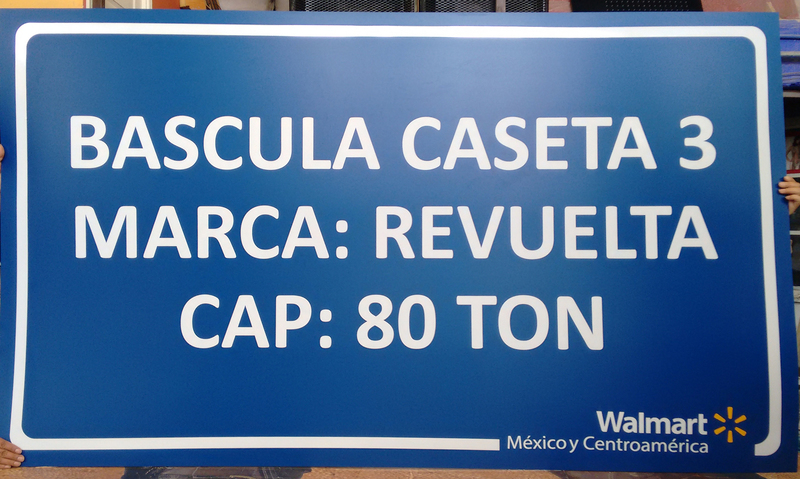 BASCULA CASETA 3
MARCA: REVUELTA
CAP: 80 TON
Walmart
México y Centroamérica